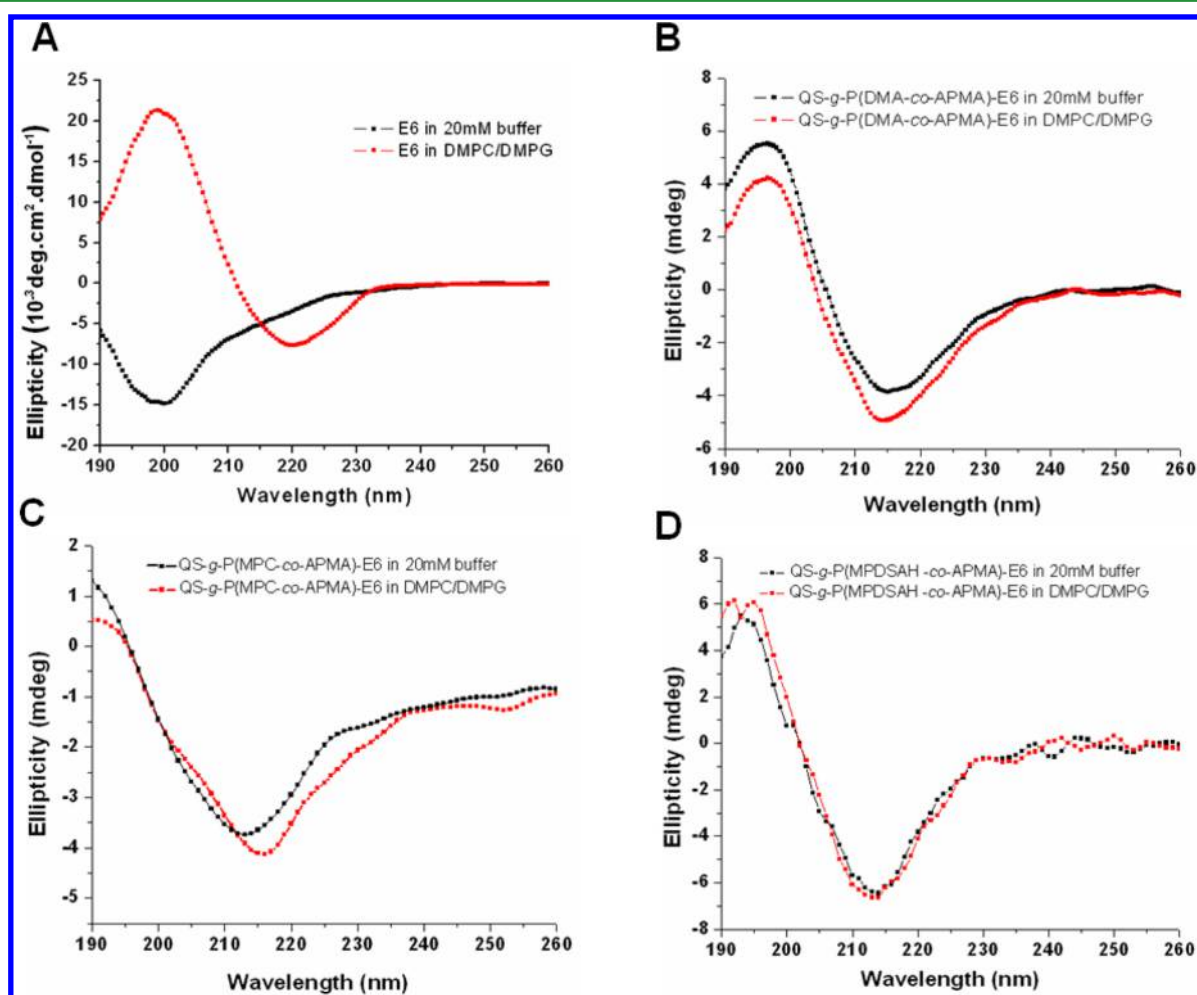 A
Ellipticity (10⁻³deg.cm².dmol⁻¹)
25
20
15
10
5
0
-5
-10
-15
-20
E6 in 20mM buffer
E6 in DMPC/DMPG
190 200 210 220 230 240 250 260
Wavelength (nm)
B
Ellipticity (mdeg)
8
6
4
2
0
-2
-4
-6
QS-g-P(DMA-co-APMA)-E6 in 20mM buffer
QS-g-P(DMA-co-APMA)-E6 in DMPC/DMPG
190 200 210 220 230 240 250 260
Wavelength (nm)
C
Ellipticity (mdeg)
2
1
0
-1
-2
-3
-4
-5
QS-g-P(MPC-co-APMA)-E6 in 20mM buffer
QS-g-P(MPC-co-APMA)-E6 in DMPC/DMPG
190 200 210 220 230 240 250 260
Wavelength (nm)
D
Ellipticity (mdeg)
8
6
4
2
0
-2
-4
-6
-8
QS-g-P(MPDSAH -co-APMA)-E6 in 20mM buffer
QS-g-P(MPDSAH -co-APMA)-E6 in DMPC/DMPG
190 200 210 220 230 240 250 260
Wavelength (nm)